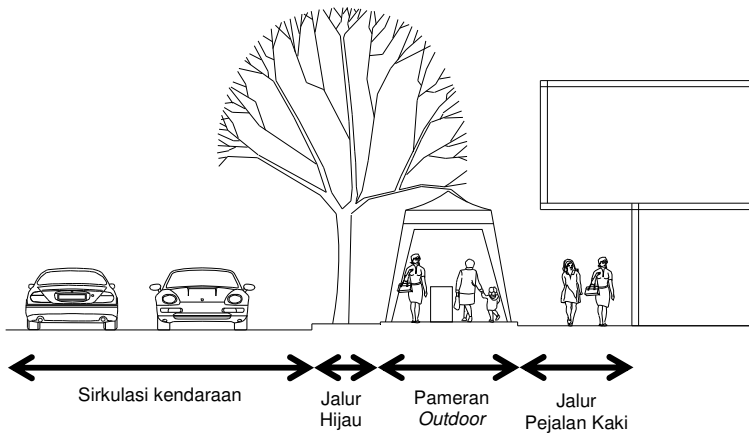 Sirkulasi kendaraan
Jalur
Hijau
Pameran
Outdoor
Jalur
Pejalan Kaki